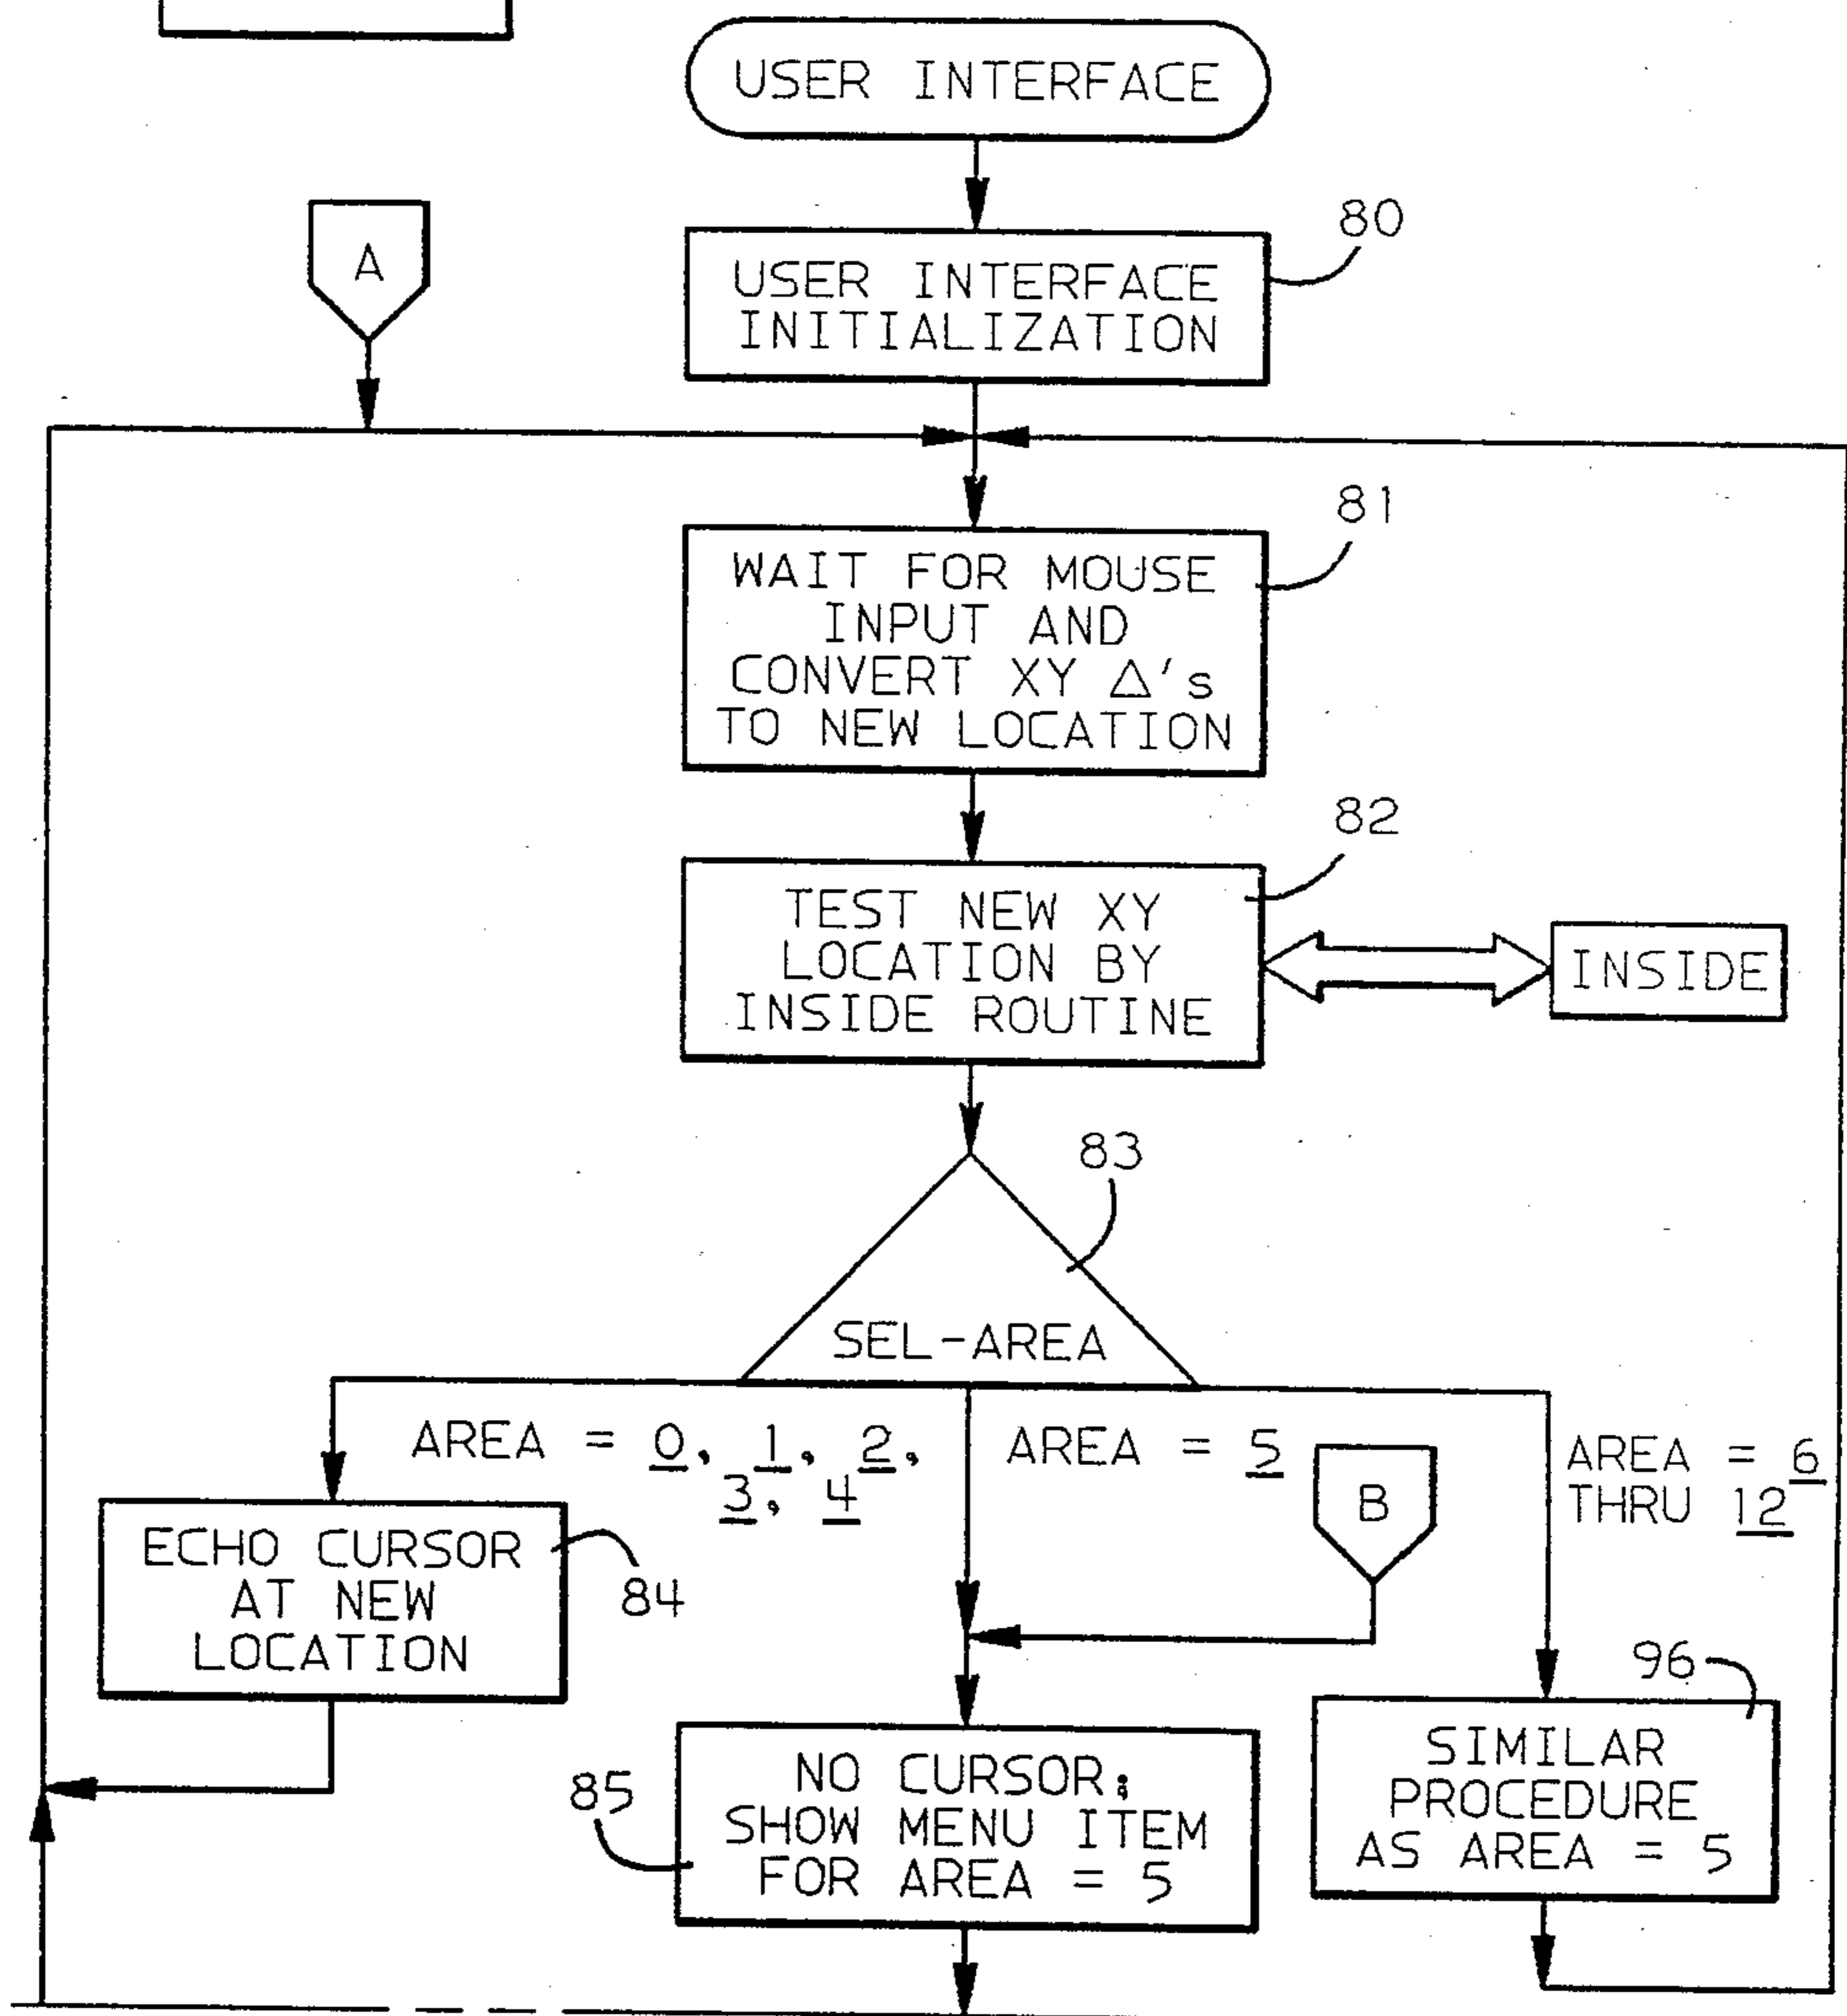 USER INTERFACE
80
A
USER INTERFACE
INITIALIZATION
81
WAIT FOR MOUSE
INPUT AND
CONVERT XY Δ's
TO NEW LOCATION
82
TEST NEW XY
LOCATION BY
INSIDE ROUTINE
INSIDE
83
SEL-AREA
AREA = 0, 1, 2,
3, 4
AREA = 5
AREA = 6
THRU 12
B
ECHO CURSOR
AT NEW
LOCATION
84
96
85
NO CURSOR;
SHOW MENU ITEM
FOR AREA = 5
SIMILAR
PROCEDURE
AS AREA = 5